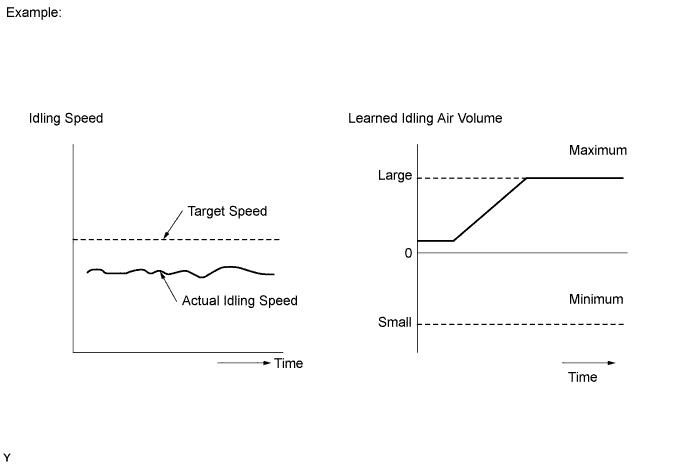 Example:
Idling Speed
Target Speed
Actual Idling Speed
Time
Learned Idling Air Volume
Maximum
Large
0
Minimum
Small
Time
Y